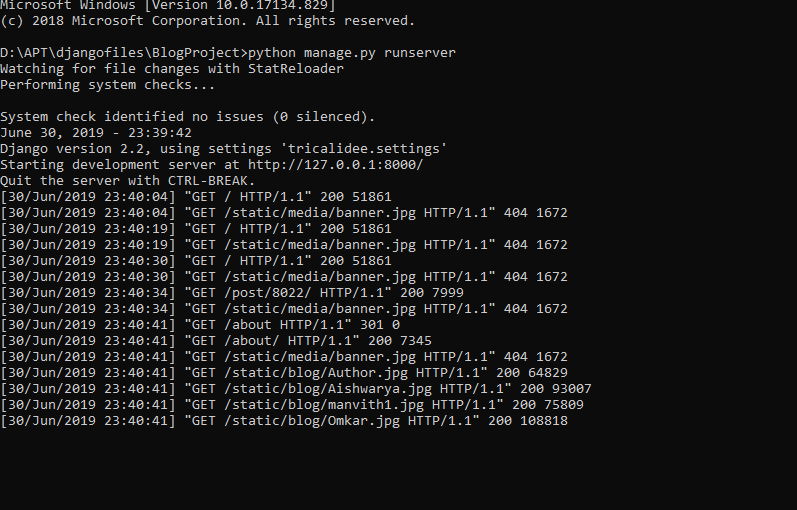 Microsoft Windows [Version 10.0.17134.829]
(c) 2018 Microsoft Corporation. All rights reserved.
D:\APT\djangofiles\BlogProject>python manage.py runserver
Watching for file changes with StatReloader
Performing system checks...
System check identified no issues (0 silenced).
June 30, 2019 - 23:39:42
Django version 2.2, using settings 'tricalidee.settings'
Starting development server at http://127.0.0.1:8000/
Quit the server with CTRL-BREAK.
[30/Jun/2019 23:40:04] "GET / HTTP/1.1" 200 51861
[30/Jun/2019 23:40:04] "GET /static/media/banner.jpg HTTP/1.1" 404 1672
[30/Jun/2019 23:40:19] "GET / HTTP/1.1" 200 51861
[30/Jun/2019 23:40:19] "GET /static/media/banner.jpg HTTP/1.1" 404 1672
[30/Jun/2019 23:40:30] "GET / HTTP/1.1" 200 51861
[30/Jun/2019 23:40:30] "GET /static/media/banner.jpg HTTP/1.1" 404 1672
[30/Jun/2019 23:40:34] "GET /post/8022/ HTTP/1.1" 200 7999
[30/Jun/2019 23:40:34] "GET /static/media/banner.jpg HTTP/1.1" 404 1672
[30/Jun/2019 23:40:41] "GET /about HTTP/1.1" 301 0
[30/Jun/2019 23:40:41] "GET /about/ HTTP/1.1" 200 7345
[30/Jun/2019 23:40:41] "GET /static/media/banner.jpg HTTP/1.1" 404 1672
[30/Jun/2019 23:40:41] "GET /static/blog/Author.jpg HTTP/1.1" 200 64829
[30/Jun/2019 23:40:41] "GET /static/blog/Aishwarya.jpg HTTP/1.1" 200 93007
[30/Jun/2019 23:40:41] "GET /static/blog/manvith1.jpg HTTP/1.1" 200 75809
[30/Jun/2019 23:40:41] "GET /static/blog/Omkar.jpg HTTP/1.1" 200 108818